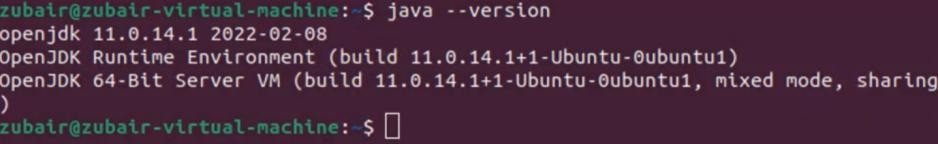 zubair@zubair-virtual-machine:~$ java --version
openjdk 11.0.14.1 2022-02-08
OpenJDK Runtime Environment (build 11.0.14.1+1-Ubuntu-0ubuntu1)
OpenJDK 64-Bit Server VM (build 11.0.14.1+1-Ubuntu-0ubuntu1, mixed mode, sharing
)
zubair@zubair-virtual-machine:~$